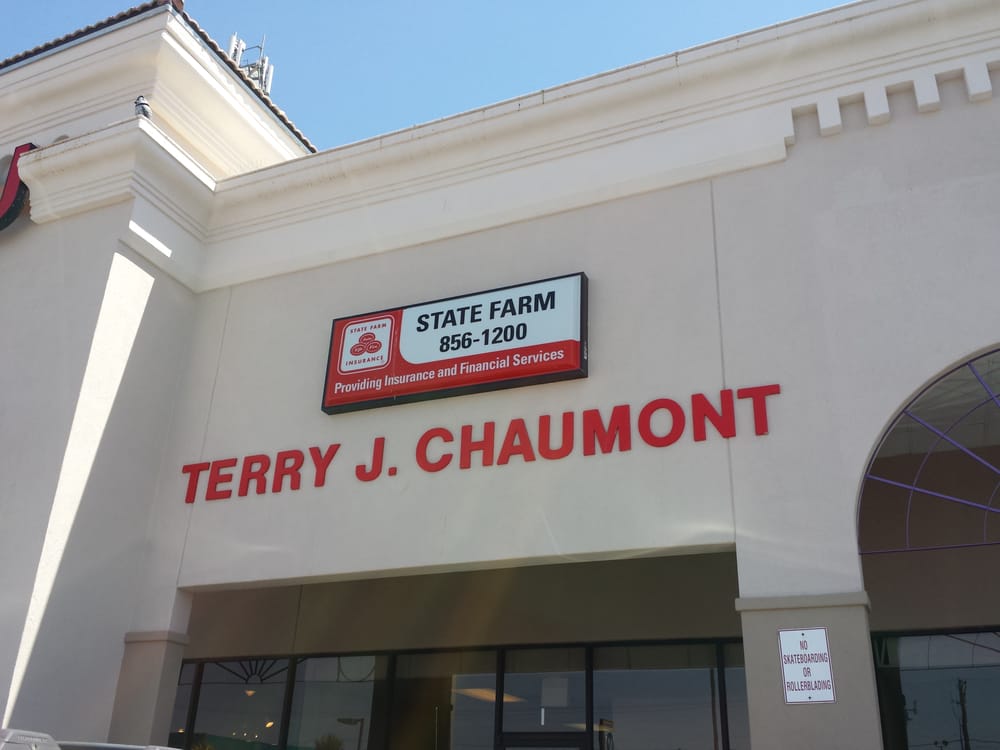 STATE FARM
INSURANCE
STATE FARM
856-1200
Providing Insurance and Financial Services
TERRY J. CHAUMONT
NO
SKATEBOARDING
OR
ROLLERBLADING